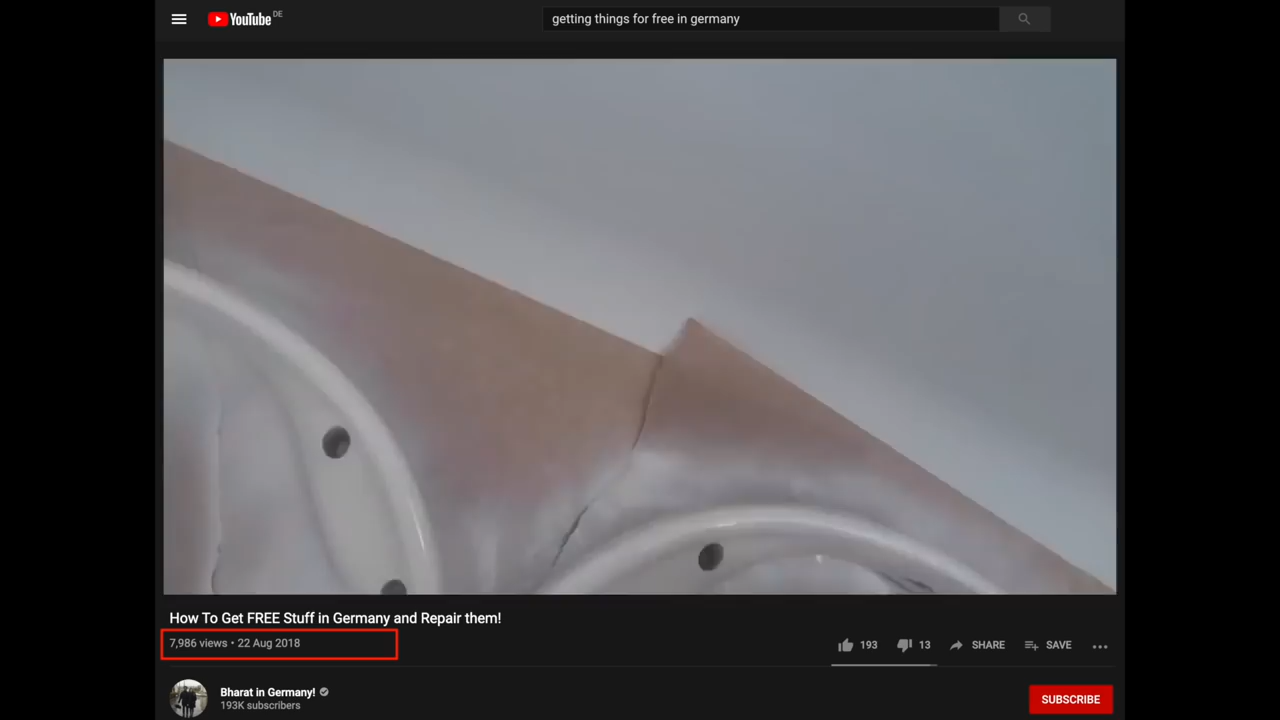 YouTube DE
getting things for free in germany
How To Get FREE Stuff in Germany and Repair them!
7,986 views • 22 Aug 2018
193
13
SHARE
SAVE
Bharat in Germany!
193K subscribers
SUBSCRIBE